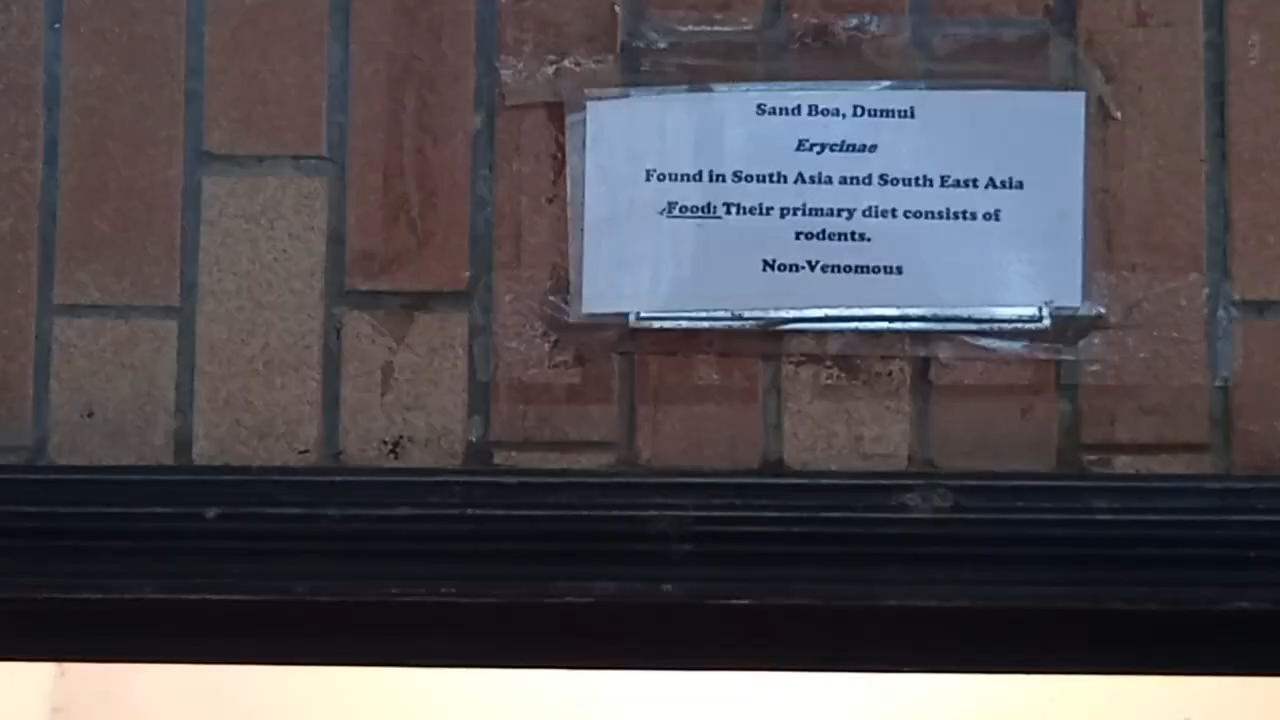 Sand Boa, Dumui
Erycinae
Found in South Asia and South East Asia
Food: Their primary diet consists of
rodents.
Non-Venomous